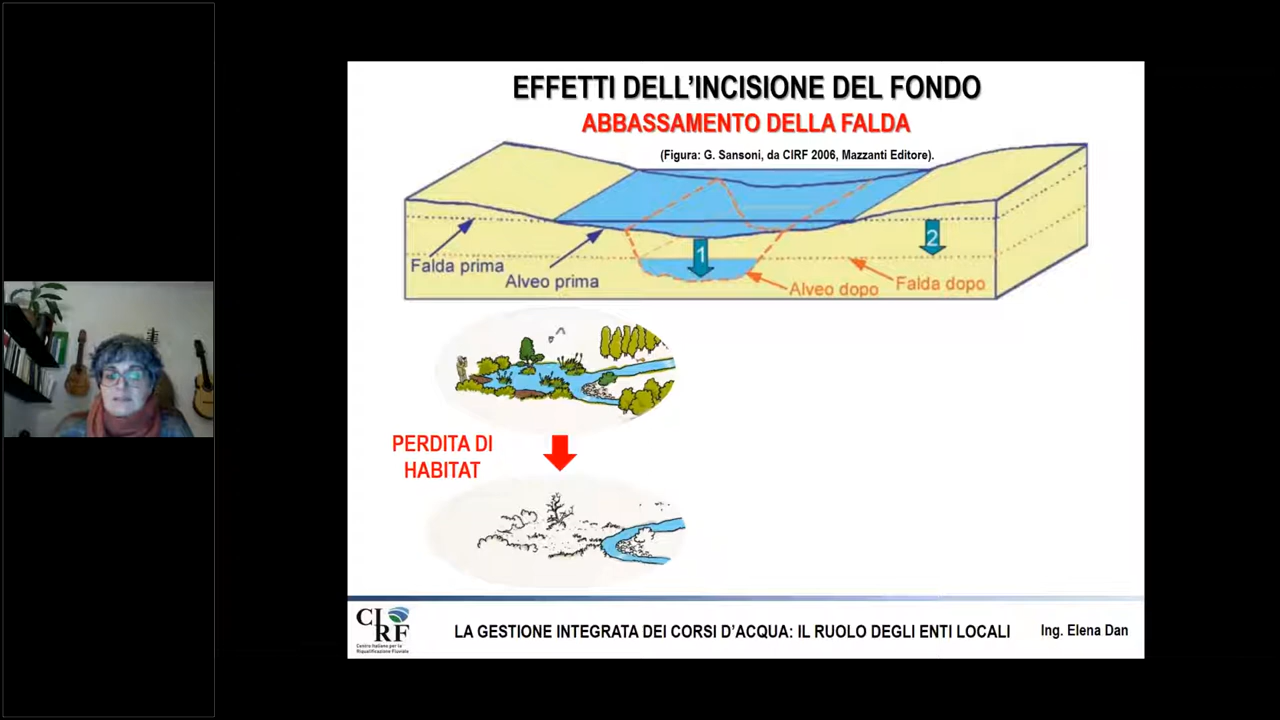 EFFETTI DELL'INCISIONE DEL FONDO
ABBASSAMENTO DELLA FALDA
(Figura: G. Sansoni, da CIRF 2006, Mazzanti Editore).
2
1
Falda prima
Alveo prima
Alveo dopo
Falda dopo
PERDITA DI
HABITAT
CIRF
Centro Italiano per la
Riqualificazione Fluviale
LA GESTIONE INTEGRATA DEI CORSI D'ACQUA: IL RUOLO DEGLI ENTI LOCALI
Ing. Elena Dan